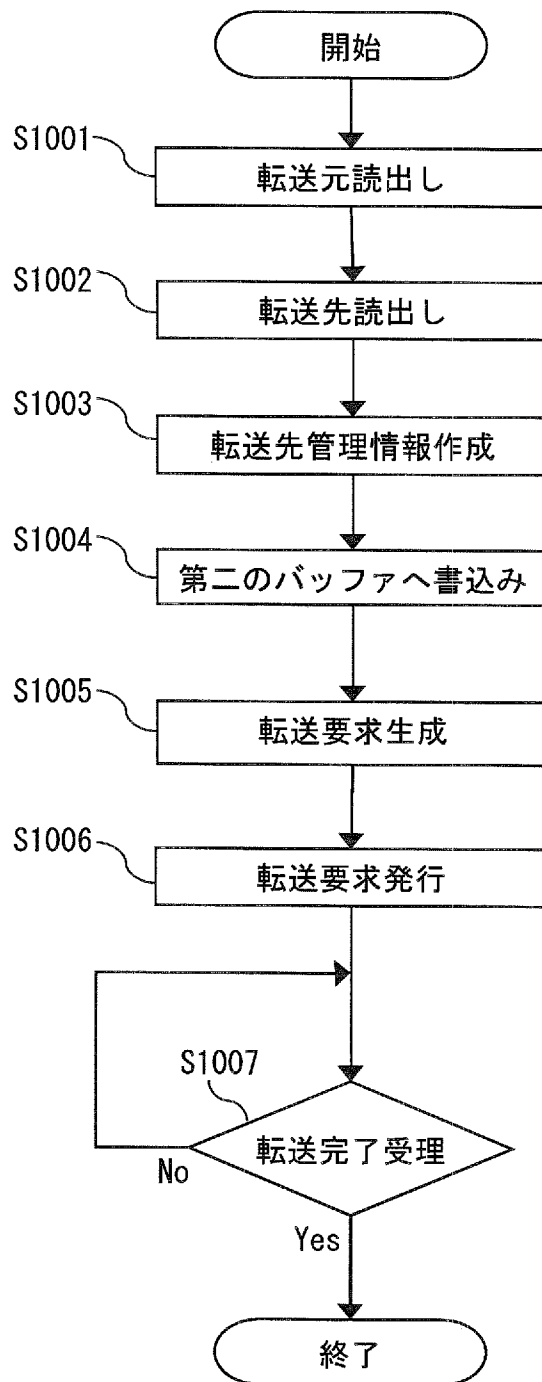 開始
S1001
転送元読出し
S1002
転送先読出し
S1003
転送先管理情報作成
S1004
第二のバッファへ書込み
S1005
転送要求生成
S1006
転送要求発行
S1007
転送完了受理
No
Yes
終了